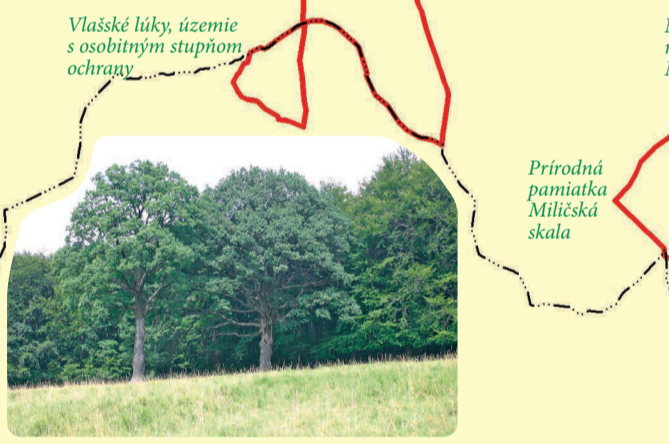 Vlašské lúky, územie
s osobitným stupňom
ochrany
Prírodná
pamiatka
Miličská
skala